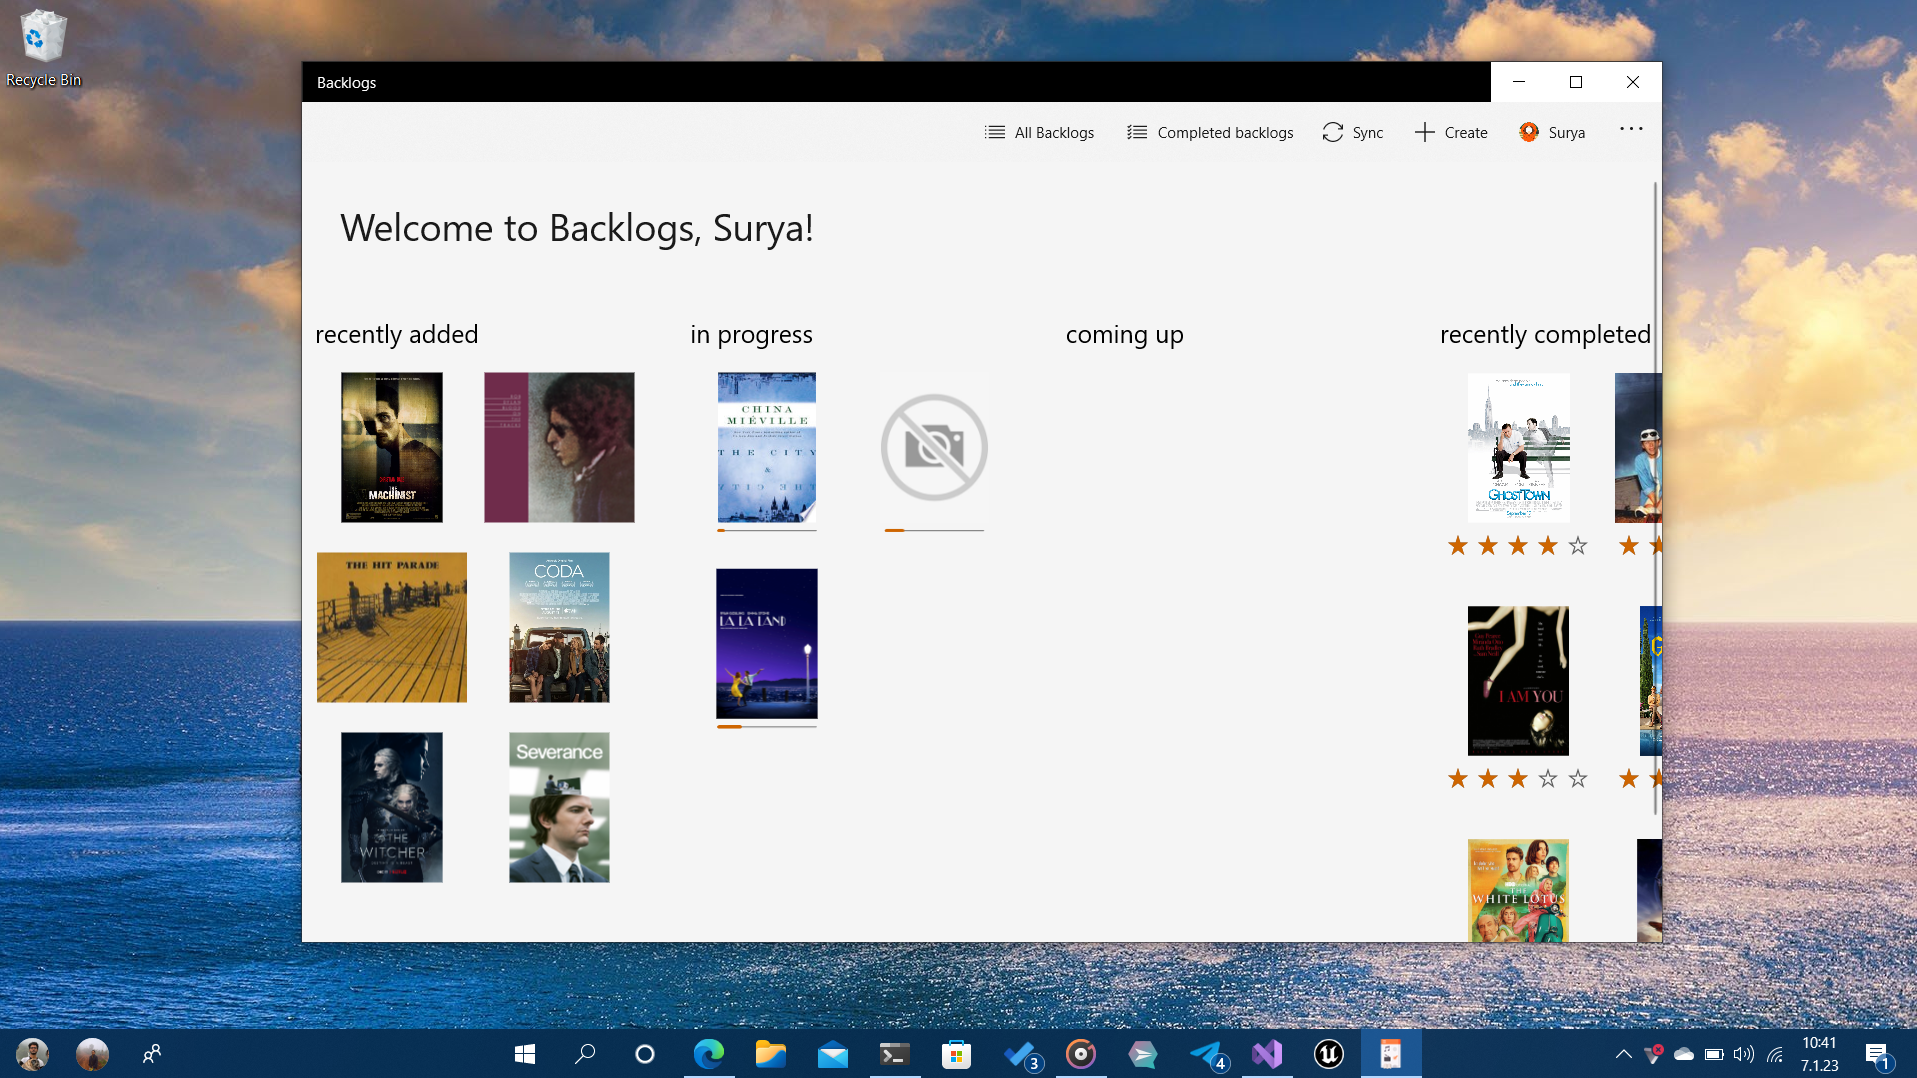 Recycle Bin
Backlogs
All Backlogs
Completed backlogs
Sync
Create
Surya
Welcome to Backlogs, Surya!
recently added
in progress
coming up
recently completed
THE MACHINIST
CHINA
MIÉVILLE
THE CITY
&
THE CITY
GHOST TOWN
THE HIT PARADE
CODA
LA LA LAND
I AM YOU
THE
WITCHER
Severance
THE
WHITE LOTUS
3
4
10:41
7.1.23
1